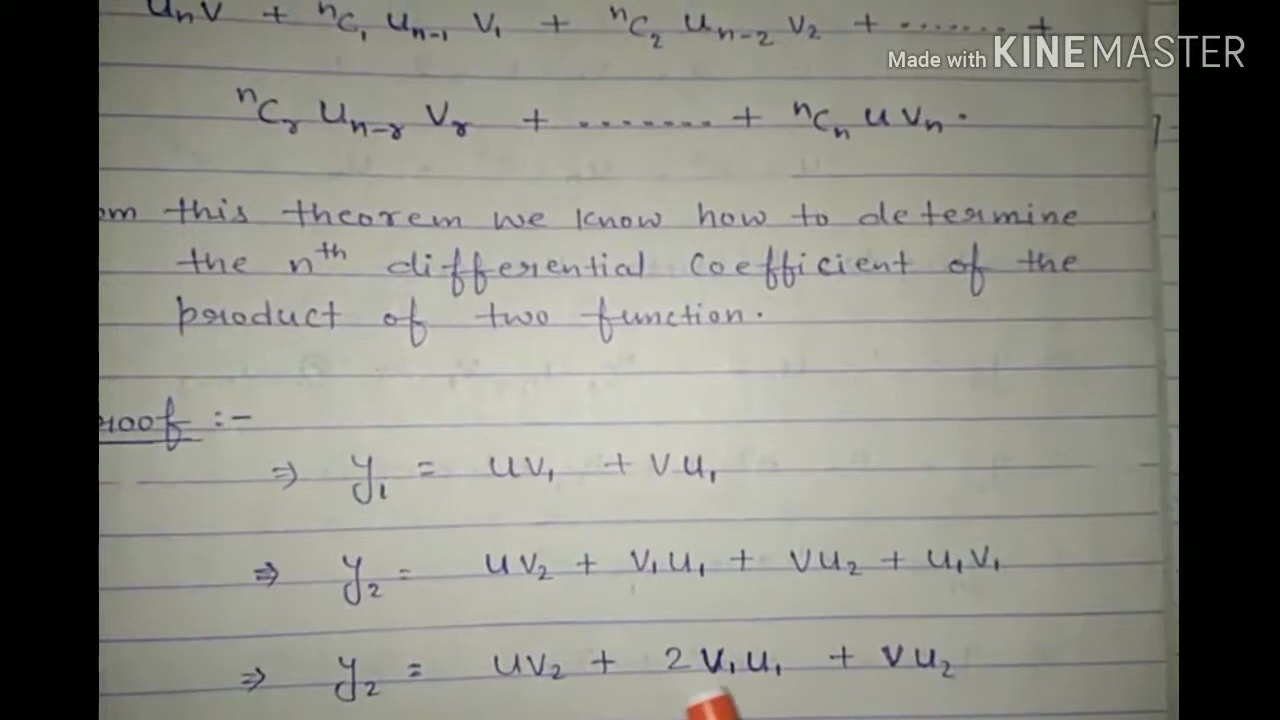 uₙv + ⁿC₁ uₙ₋₁ v₁ + ⁿC₂ uₙ₋₂ v₂ + ........ +
Made with KINEMASTER
ⁿCᵣ uₙ₋ᵣ vᵣ + ........ + ⁿCₙ u vₙ.
om this theorem we know how to determine
the nᵗʰ differential coefficient of the
product of two function.
roof :-
⇒ y₁ = uv₁ + vu₁
⇒ y₂ = uv₂ + v₁u₁ + vu₂ + u₁v₁
⇒ y₂ = uv₂ + 2v₁u₁ + vu₂